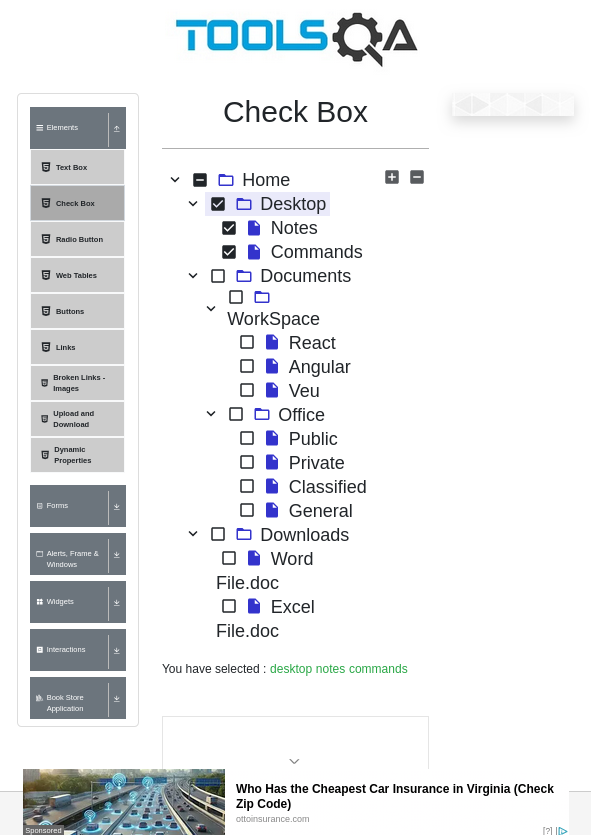 TOOLSQA
Check Box
Elements
Text Box
Check Box
Radio Button
Web Tables
Buttons
Links
Broken Links -
Images
Upload and
Download
Dynamic
Properties
Forms
Alerts, Frame &
Windows
Widgets
Interactions
Book Store
Application
Home
Desktop
Notes
Commands
Documents
WorkSpace
React
Angular
Veu
Office
Public
Private
Classified
General
Downloads
Word
File.doc
Excel
File.doc
You have selected : desktop notes commands
Sponsored
Who Has the Cheapest Car Insurance in Virginia (Check
Zip Code)
ottoinsurance.com
[?]